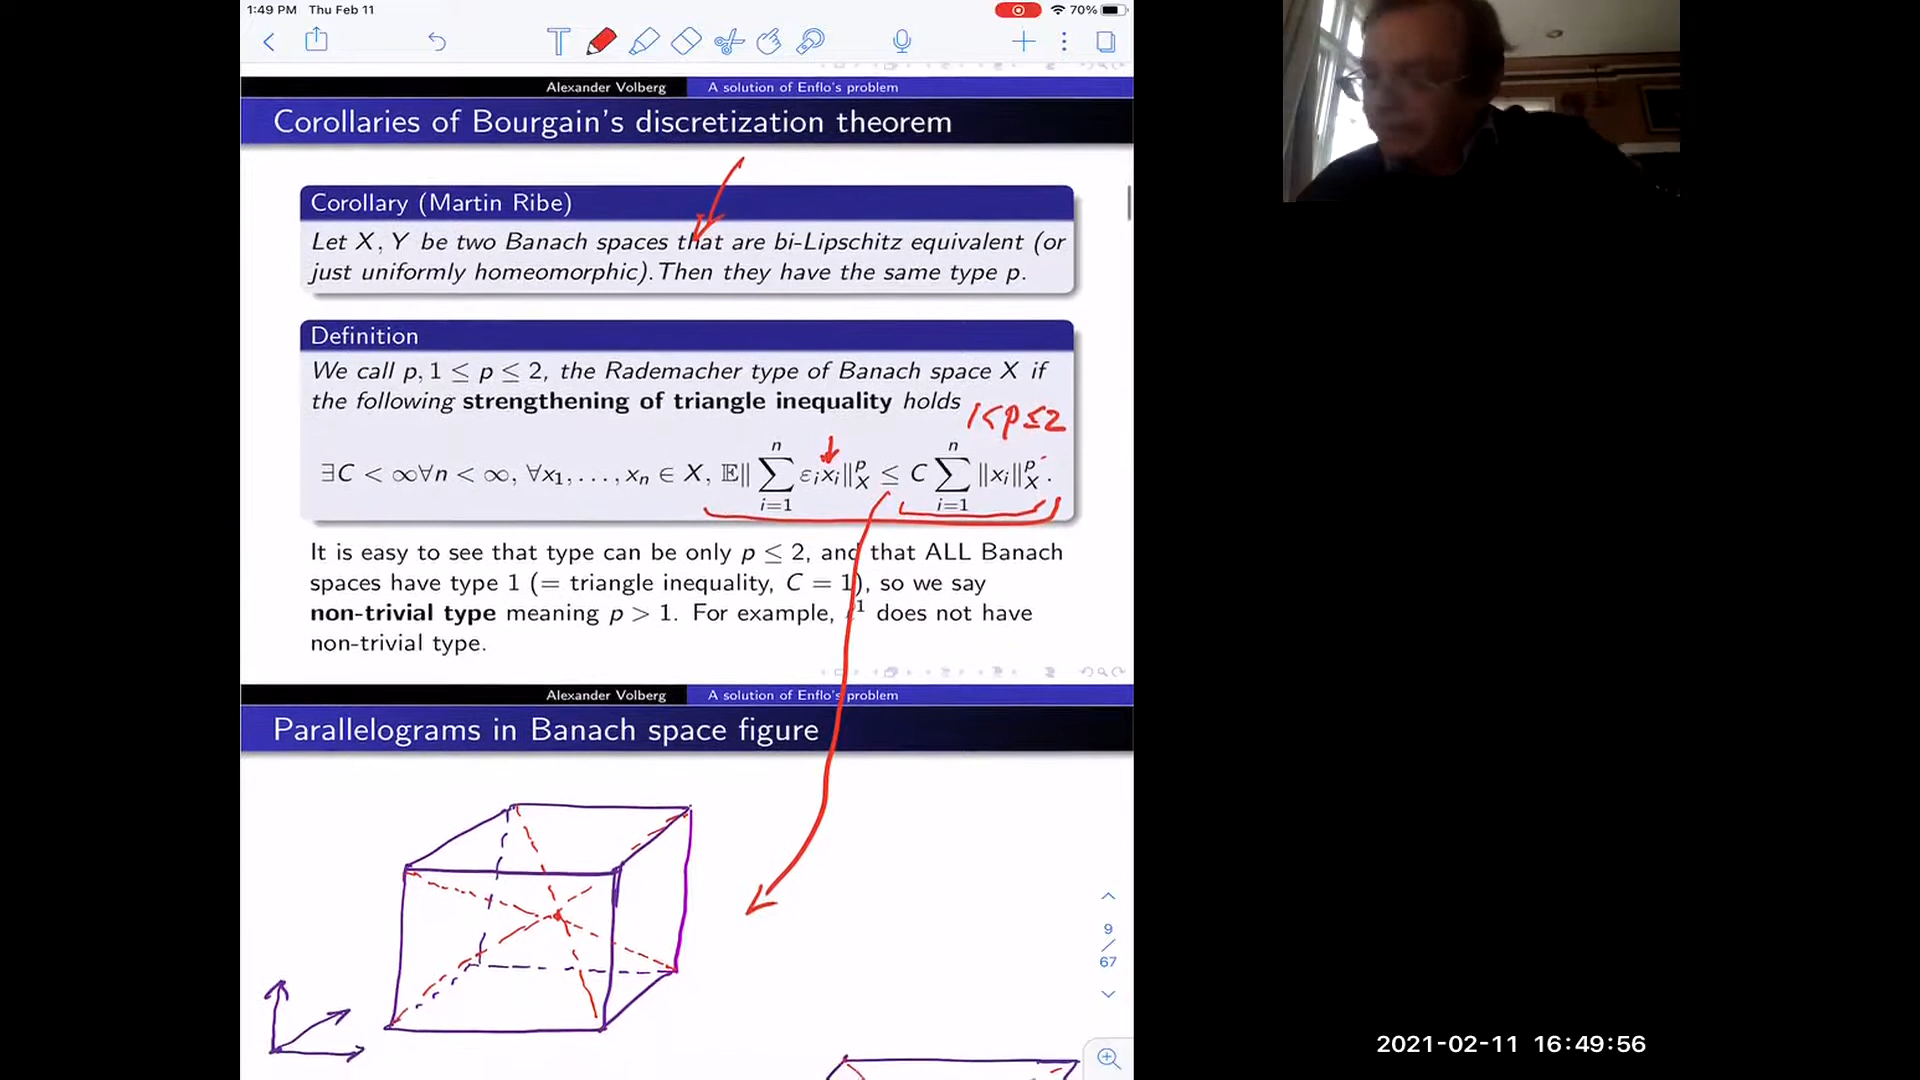 1:49 PM Thu Feb 11
70%
Alexander Volberg A solution of Enflo's problem
Corollaries of Bourgain's discretization theorem
Corollary (Martin Ribe)
Let X, Y be two Banach spaces that are bi-Lipschitz equivalent (or
just uniformly homeomorphic). Then they have the same type p.
Definition
We call p, 1 ≤ p ≤ 2, the Rademacher type of Banach space X if
the following strengthening of triangle inequality holds
1<p≤2
∃C < ∞∀n < ∞, ∀x₁, . . . , xₙ ∈ X, 𝔼‖ ∑ⁿᵢ₌₁ εᵢxᵢ‖ᵖ_X ≤ C ∑ⁿᵢ₌₁ ‖xᵢ‖ᵖ_X .
It is easy to see that type can be only p ≤ 2, and that ALL Banach
spaces have type 1 (= triangle inequality, C = 1), so we say
non-trivial type meaning p > 1. For example, ¹ does not have
non-trivial type.
Alexander Volberg A solution of Enflo's problem
Parallelograms in Banach space figure
9
/
67
2021-02-11 16:49:56